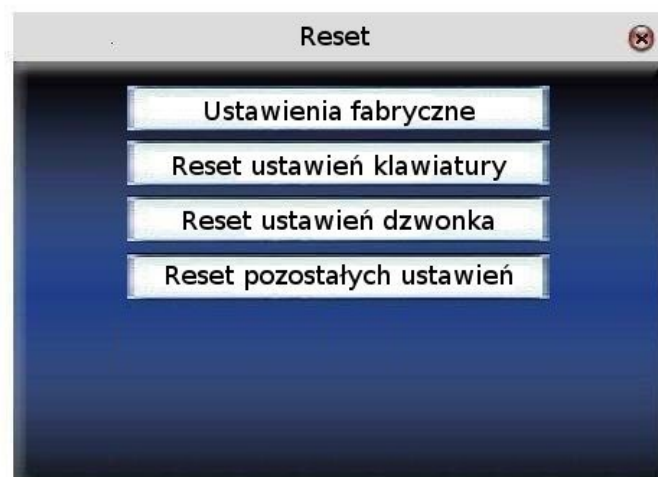 Reset
Ustawienia fabryczne
Reset ustawień klawiatury
Reset ustawień dzwonka
Reset pozostałych ustawień